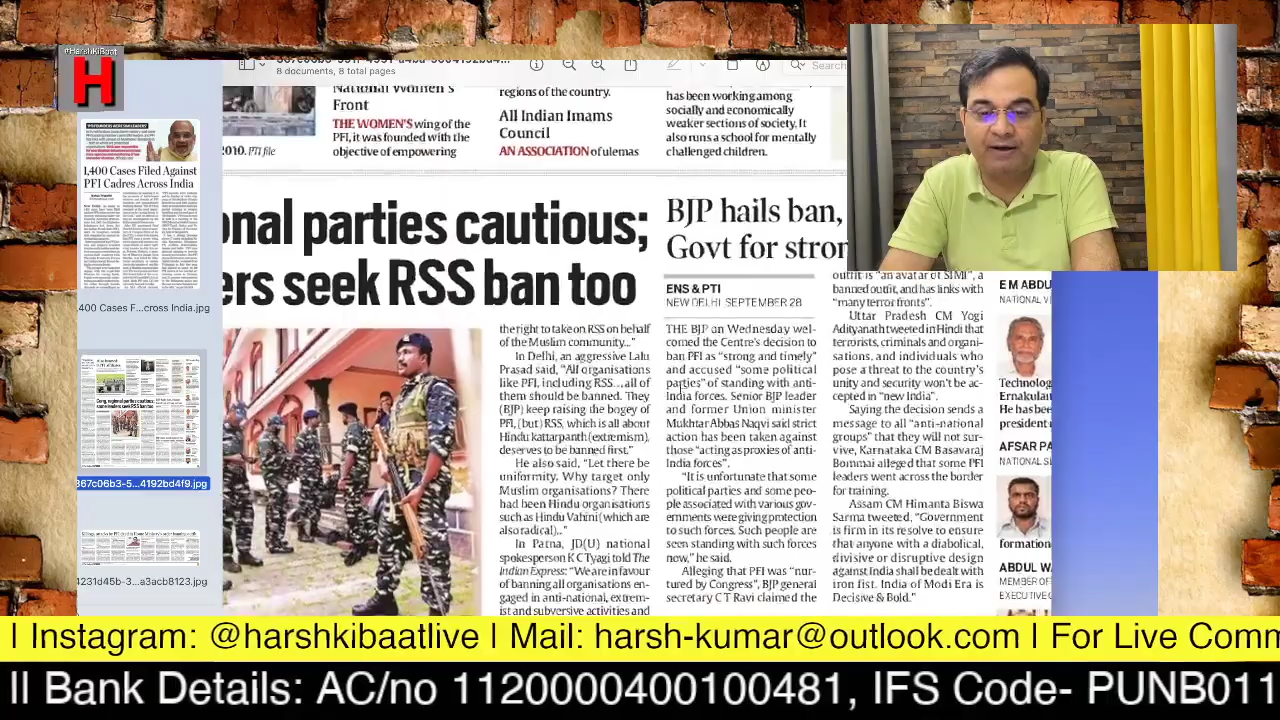 #HarshKiBaat
H
8 documents, 8 total pages
Search
1,400 Cases Filed Against
PFI Cadres Across India
400 Cases F...cross India.jpg
367c06b3-5...4192bd4f9.jpg
4231d45b-3...a3acb8123.jpg
National Women's
Front
THE WOMEN'S wing of the
PFI, it was founded with the
objective of empowering
2010. PTI file
regions of the country.
All Indian Imams
Council
AN ASSOCIATION of ulemas
has been working among
socially and economically
weaker sections of society. It
also runs a school for mentally
challenged children.
onal parties cautious;
ers seek RSS ban too
the right to take on RSS on behalf
of the Muslim community..."
In Delhi, an aggressive Lalu
Prasad said, "All organisations
like PFI, including RSS...all of
them should be banned. They
(BJP) keep raising the bogey of
PFI, (but) RSS, which is all about
Hindu kattarpanth (extremism),
deserves to be banned first."
He also said, "Let there be
uniformity. Why target only
Muslim organisations? There
had been Hindu organisations
such as Hindu Vahini (which are
also radical)..."
In Patna, JD(U) national
spokesperson K C Tyagi told The
Indian Express: "We are in favour
of banning all organisations en-
gaged in anti-national, extrem-
ist and subversive activities and
BJP hails ban,
Govt for stron
ENS & PTI
NEW DELHI, SEPTEMBER 28
THE BJP on Wednesday wel-
comed the Centre's decision to
ban PFI as "strong and timely"
and accused "some political
parties" of standing with anti-
India forces. Senior BJP leader
and former Union minister
Mukhtar Abbas Naqvi said strict
action has been taken against
those "acting as proxies of anti-
India forces".
"It is unfortunate that some
political parties and some peo-
ple associated with various gov-
ernments were giving protection
to such forces. Such people are
seen standing with such forces
now," he said.
Alleging that PFI was "nur-
tured by Congress", BJP general
secretary C T Ravi claimed the
outfit is "an avatar of SIMI", a
banned outfit, and has links with
"many terror fronts".
Uttar Pradesh CM Yogi
Adityanath tweeted in Hindi that
terrorists, criminals and organi-
sations, and individuals who
pose a threat to the country's
unity and security won't be ac-
cepted in "new India".
Saying the decision sends a
message to all "anti-national
groups" that they will not sur-
vive, Karnataka CM Basavaraj
Bommai alleged that some PFI
leaders went across the border
for training.
Assam CM Himanta Biswa
Sarma tweeted, "Government
is firm in its resolve to ensure
that anyone with a diabolical,
divisive or disruptive design
against India shall be dealt with
iron fist. India of Modi Era is
Decisive & Bold."
E M ABDU
NATIONAL VI
Technolog
Ernakulam
He has bee
president
AFSAR PA
NATIONAL SE
formation
ABDUL W
MEMBER OF
EXECUTIVE C
l Instagram: @harshkibaatlive l Mail: harsh-kumar@outlook.com l For Live Comm
ll Bank Details: AC/no 1120000400100481, IFS Code- PUNB011